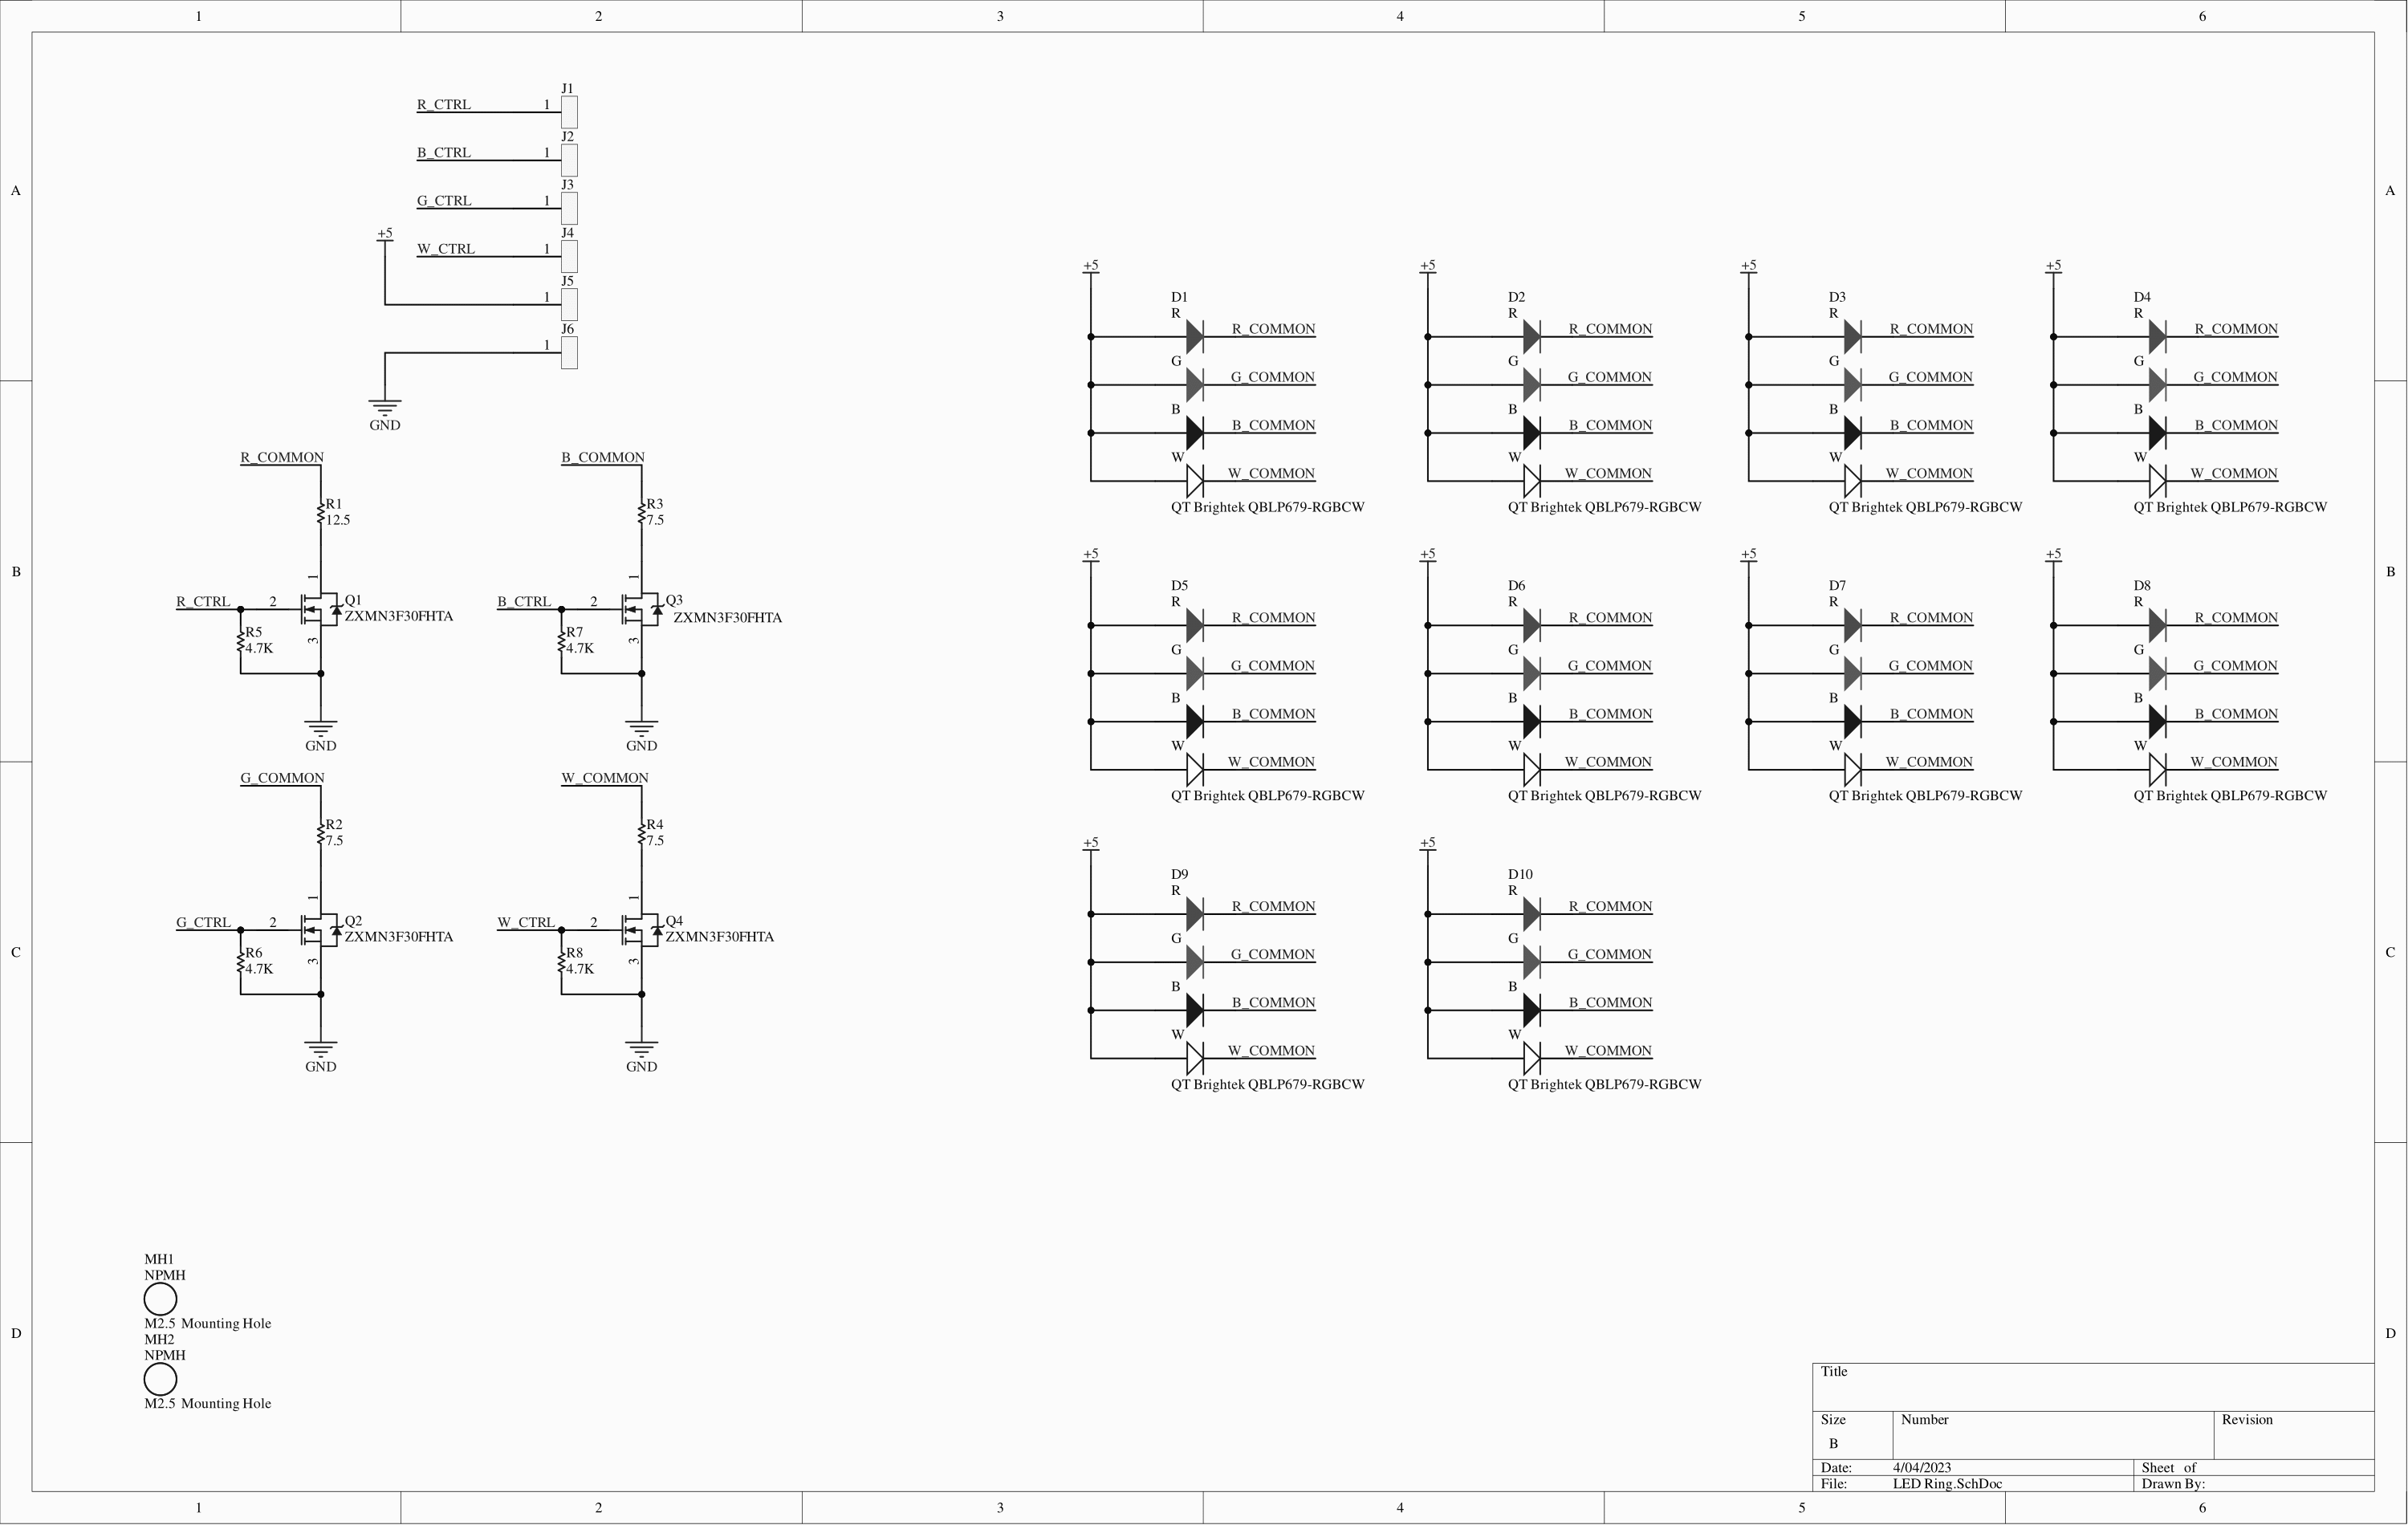 1 2 3 4 5 6
A A
B B
C C
D D
J1
R_CTRL 1
J2
B_CTRL 1
J3
G_CTRL 1
J4
W_CTRL 1
+5
J5
1
J6
1
GND
R_COMMON
R1
12.5
1
R_CTRL 2
Q1
ZXMN3F30FHTA
R5
4.7K
3
GND
B_COMMON
R3
7.5
1
B_CTRL 2
Q3
ZXMN3F30FHTA
R7
4.7K
3
GND
G_COMMON
R2
7.5
1
G_CTRL 2
Q2
ZXMN3F30FHTA
R6
4.7K
3
GND
W_COMMON
R4
7.5
1
W_CTRL 2
Q4
ZXMN3F30FHTA
R8
4.7K
3
GND
+5
D1
R
R_COMMON
G
G_COMMON
B
B_COMMON
W
W_COMMON
QT Brightek QBLP679-RGBCW
+5
D2
R
R_COMMON
G
G_COMMON
B
B_COMMON
W
W_COMMON
QT Brightek QBLP679-RGBCW
+5
D3
R
R_COMMON
G
G_COMMON
B
B_COMMON
W
W_COMMON
QT Brightek QBLP679-RGBCW
+5
D4
R
R_COMMON
G
G_COMMON
B
B_COMMON
W
W_COMMON
QT Brightek QBLP679-RGBCW
+5
D5
R
R_COMMON
G
G_COMMON
B
B_COMMON
W
W_COMMON
QT Brightek QBLP679-RGBCW
+5
D6
R
R_COMMON
G
G_COMMON
B
B_COMMON
W
W_COMMON
QT Brightek QBLP679-RGBCW
+5
D7
R
R_COMMON
G
G_COMMON
B
B_COMMON
W
W_COMMON
QT Brightek QBLP679-RGBCW
+5
D8
R
R_COMMON
G
G_COMMON
B
B_COMMON
W
W_COMMON
QT Brightek QBLP679-RGBCW
+5
D9
R
R_COMMON
G
G_COMMON
B
B_COMMON
W
W_COMMON
QT Brightek QBLP679-RGBCW
+5
D10
R
R_COMMON
G
G_COMMON
B
B_COMMON
W
W_COMMON
QT Brightek QBLP679-RGBCW
MH1
NPMH
M2.5 Mounting Hole
MH2
NPMH
M2.5 Mounting Hole
Title
Size Number Revision
B
Date: 4/04/2023 Sheet of
File: LED Ring.SchDoc Drawn By:
1 2 3 4 5 6